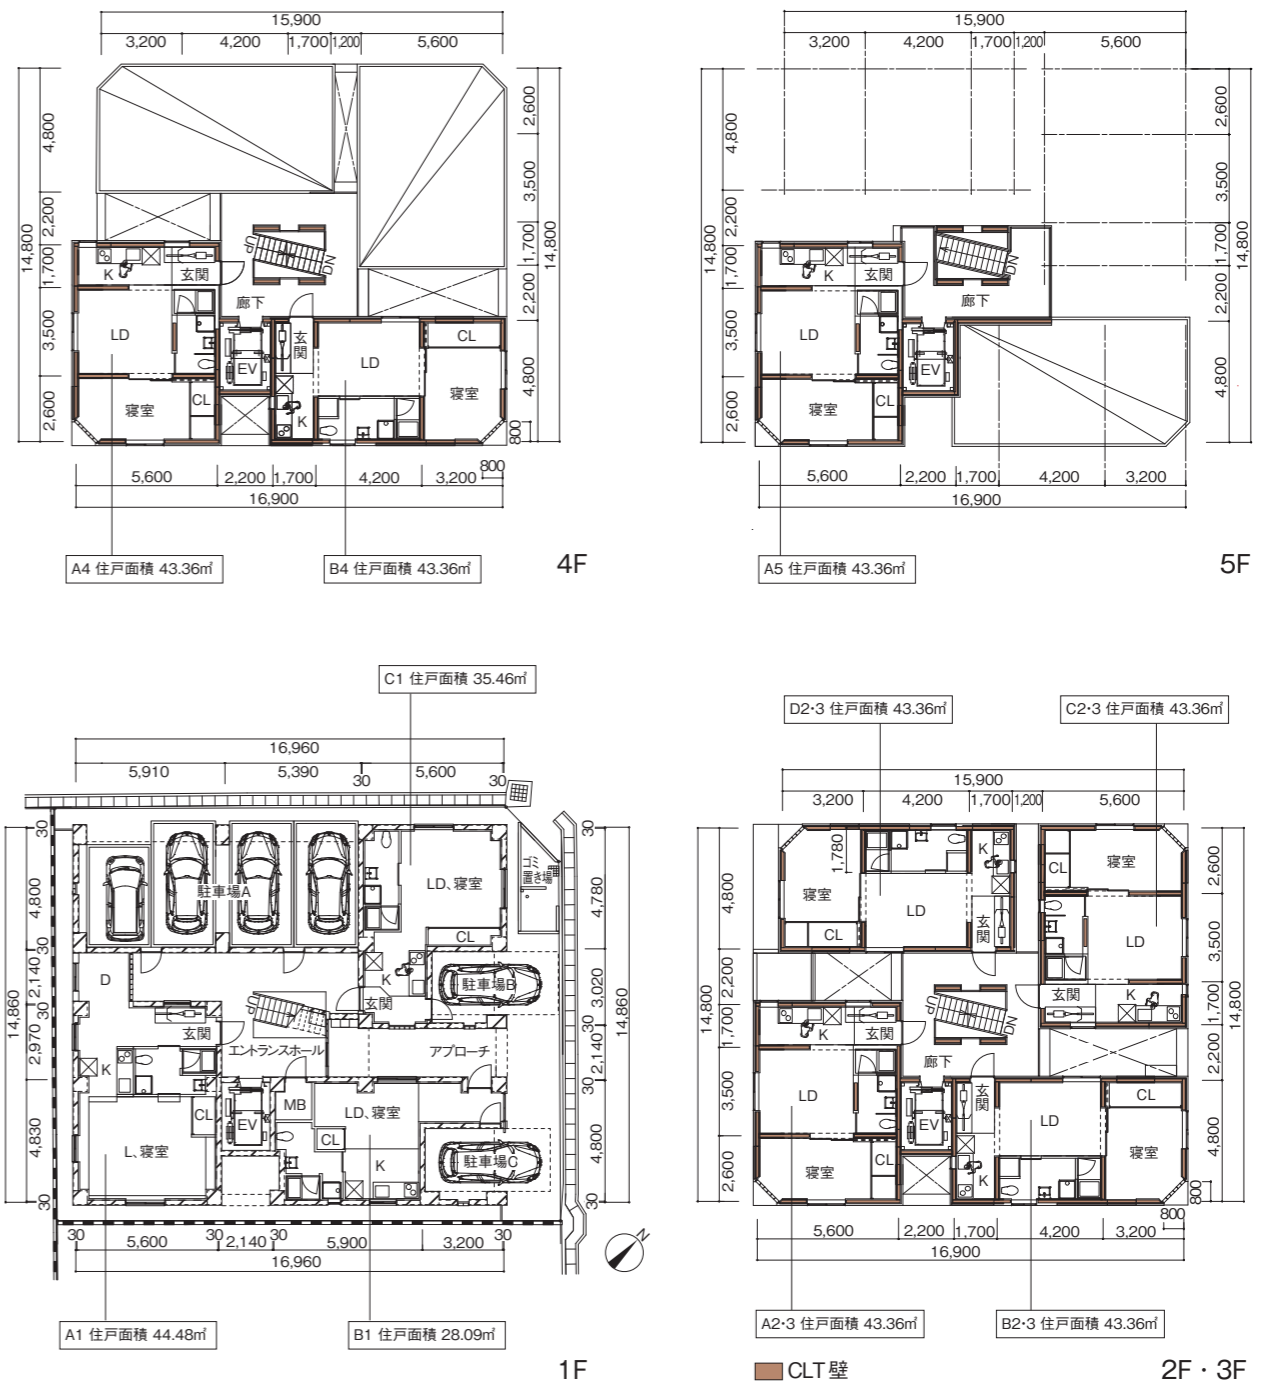 15,900
3,200 4,200 1,700 1,200 5,600
14,800
4,800
2,200
1,700
3,500
2,600
2,600
3,500
1,700
2,200
4,800
14,800
800
UP
DN
K 玄関
廊下
LD
EV
玄関
LD
CL
寝室
CL
K
寝室
5,600 2,200 1,700 4,200 3,200
800
16,900
A4 住戸面積 43.36㎡
B4 住戸面積 43.36㎡
4F
15,900
3,200 4,200 1,700 1,200 5,600
14,800
4,800
2,200
1,700
3,500
2,600
2,600
3,500
1,700
2,200
4,800
14,800
DN
K 玄関
廊下
LD
EV
寝室
CL
5,600 2,200 1,700 4,200 3,200
16,900
A5 住戸面積 43.36㎡
5F
C1 住戸面積 35.46㎡
16,960
5,910 5,390 5,600
30 30
14,860
30
4,800
30
2,140
30
2,970
4,830
30
30
4,780
3,020
30
2,140
30
4,800
30
14,860
ゴミ
置き場
駐車場A
LD、寝室
CL
D
K
駐車場B
玄関
UP
玄関
エントランスホール
アプローチ
K
MB
LD、寝室
CL
EV
CL
L、寝室
K
駐車場C
30 30 30 30
5,600 2,140 5,900 3,200
16,960
N
A1 住戸面積 44.48㎡
B1 住戸面積 28.09㎡
1F
D2・3 住戸面積 43.36㎡
C2・3 住戸面積 43.36㎡
15,900
3,200 4,200 1,700 1,200 5,600
14,800
4,800
2,200
1,700
3,500
2,600
2,600
3,500
1,700
2,200
4,800
14,800
800
1,780
K
CL
寝室
寝室
LD
CL
玄関
LD
玄関 K
UP
DN
K 玄関
廊下
LD
EV
玄関
LD
CL
寝室
CL
K
寝室
800
5,600 2,200 1,700 4,200 3,200
16,900
A2・3 住戸面積 43.36㎡
B2・3 住戸面積 43.36㎡
CLT壁
2F・3F